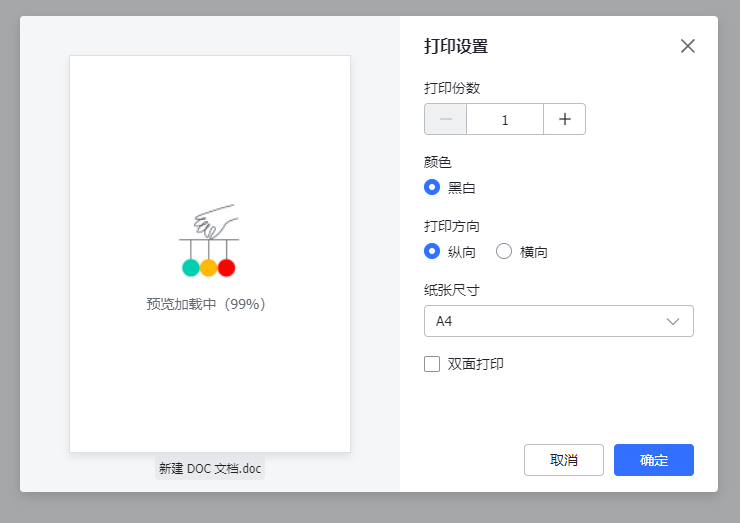 预览加载中（99%）
新建 DOC 文档.doc
打印设置
打印份数
1
颜色
黑白
打印方向
纵向 横向
纸张尺寸
A4
双面打印
取消 确定